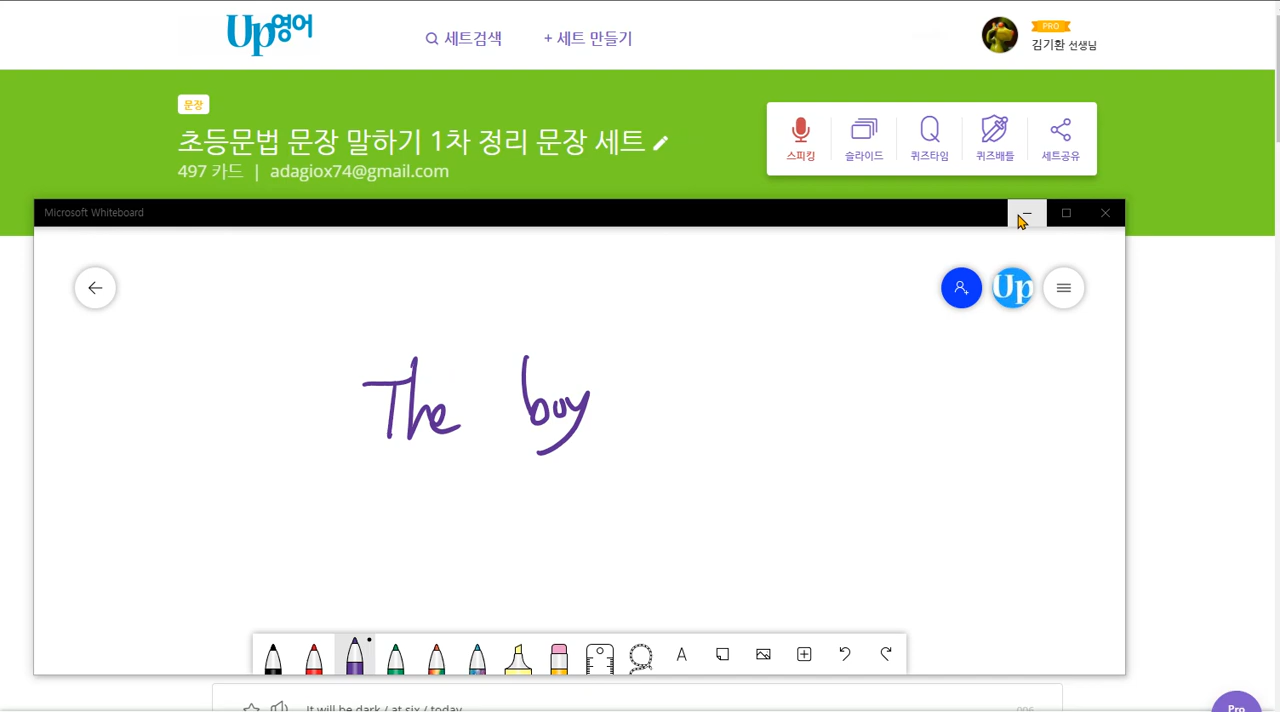 Up영어
세트검색
+ 세트 만들기
PRO
김기환 선생님
문장
초등문법 문장 말하기 1차 정리 문장 세트
497 카드 | adagiox74@gmail.com
스피킹
슬라이드
퀴즈타임
퀴즈배틀
세트공유
Microsoft Whiteboard
Up
The boy
A
It will be dark / at six / today
Pro